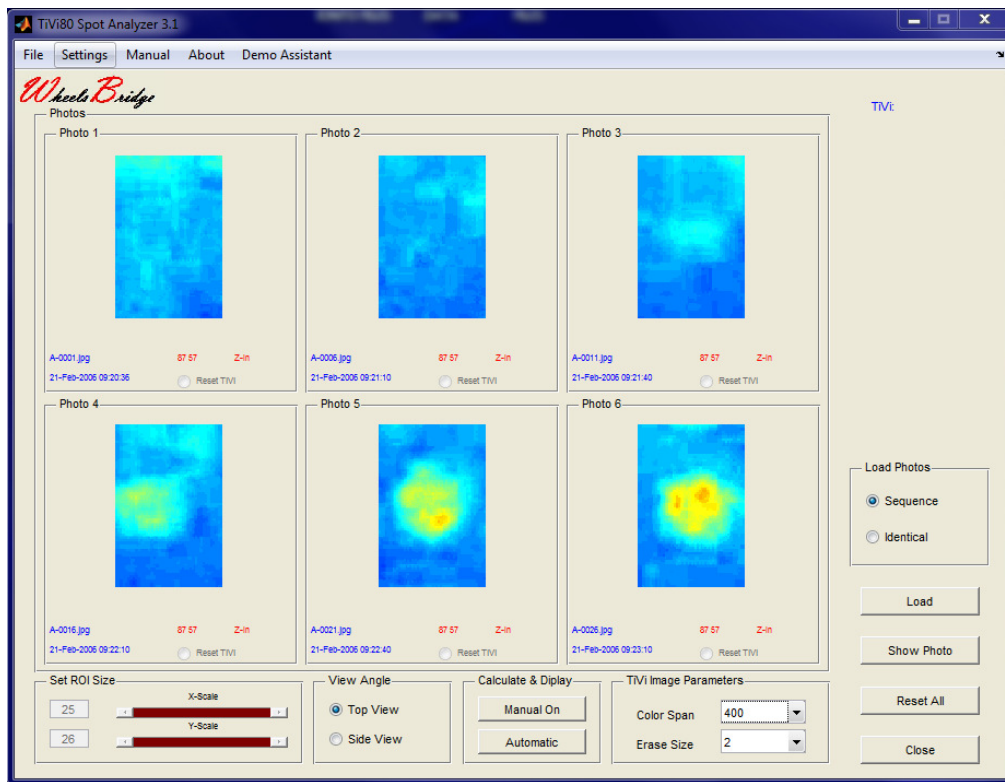 TiVi80 Spot Analyzer 3.1
File Settings Manual About Demo Assistant
WheelsBridge
TiVi:
Photos
Photo 1 Photo 2 Photo 3
A-0001.jpg 87 57 Z-in A-0006.jpg 87 57 Z-in A-0011.jpg 87 57 Z-in
21-Feb-2006 09:20:36 Reset TIVI 21-Feb-2006 09:21:10 Reset TIVI 21-Feb-2006 09:21:40 Reset TIVI
Photo 4 Photo 5 Photo 6
A-0016.jpg 87 57 Z-in A-0021.jpg 87 57 Z-in A-0026.jpg 87 57 Z-in
21-Feb-2006 09:22:10 Reset TIVI 21-Feb-2006 09:22:40 Reset TIVI 21-Feb-2006 09:23:10 Reset TIVI
Load Photos
Sequence
Identical
Load
Show Photo
Reset All
Close
Set ROI Size
X-Scale
25
Y-Scale
26
View Angle
Top View
Side View
Calculate & Diplay
Manual On
Automatic
TiVi Image Parameters
Color Span 400
Erase Size 2